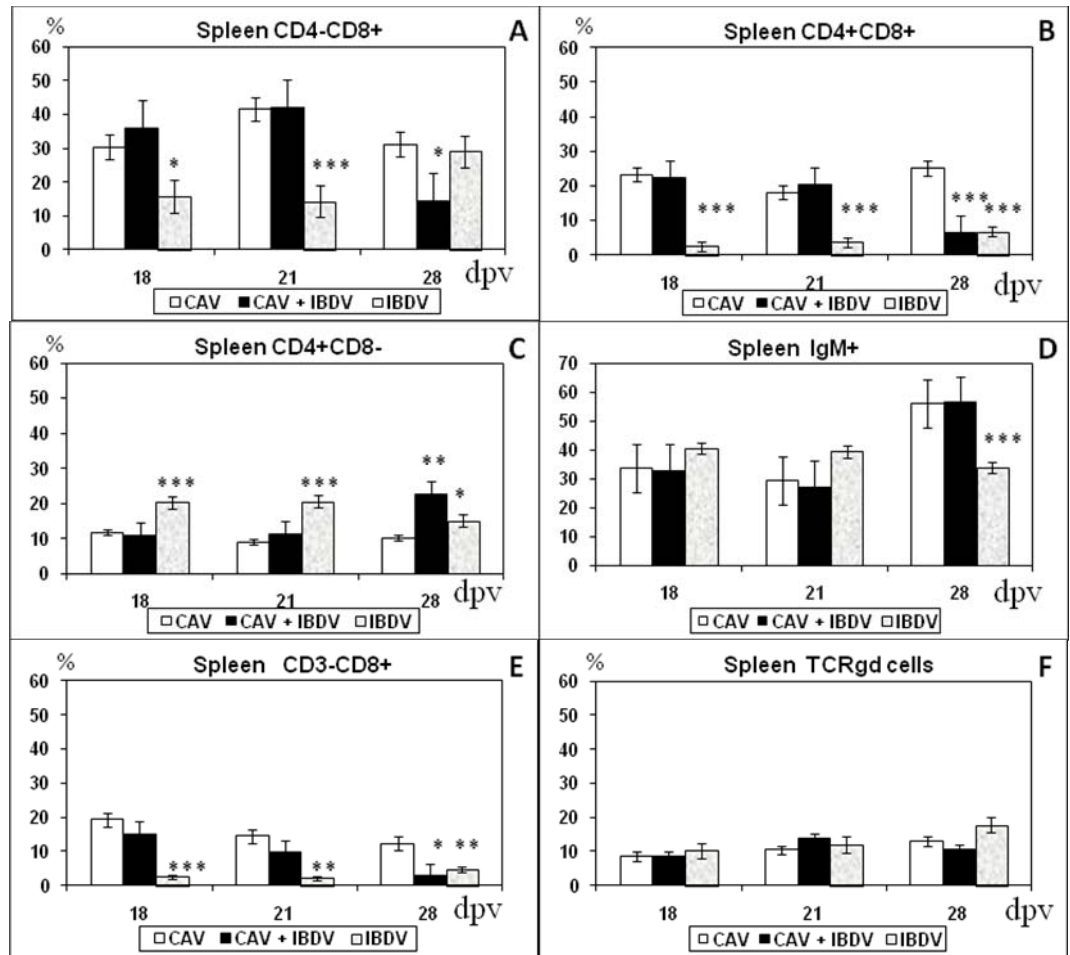 % Spleen CD4-CD8+ A
60
50
40
30
20
10
0
* *** *
18 21 28 dpv
CAV CAV + IBDV IBDV
Spleen CD4+CD8+ B
60
50
40
30
20
10
0
*** *** *** ***
18 21 28 dpv
CAV CAV + IBDV IBDV
% Spleen CD4+CD8- C
60
50
40
30
20
10
0
*** *** ** *
18 21 28 dpv
CAV CAV + IBDV IBDV
Spleen IgM+ D
70
60
50
40
30
20
10
0
***
18 21 28 dpv
CAV CAV + IBDV IBDV
% Spleen CD3-CD8+ E
60
50
40
30
20
10
0
*** ** * **
18 21 28 dpv
CAV CAV + IBDV IBDV
% Spleen TCRgd cells F
60
50
40
30
20
10
0
18 21 28 dpv
CAV CAV + IBDV IBDV